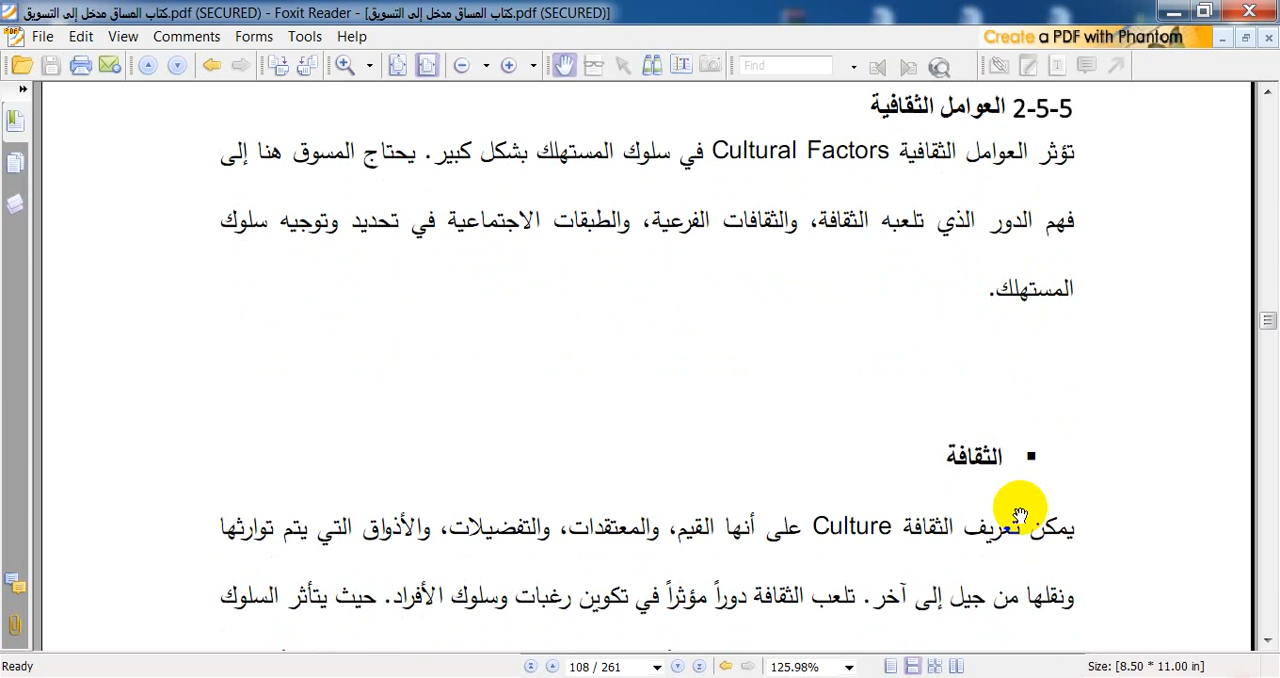 كتاب المساق مدخل إلى التسويق.pdf (SECURED) - Foxit Reader - [كتاب المساق مدخل إلى التسويق.pdf (SECURED)]
File Edit View Comments Forms Tools Help
Create a PDF with Phantom
Find
2-5-5 العوامل الثقافية
تؤثر العوامل الثقافية Cultural Factors في سلوك المستهلك بشكل كبير. يحتاج المسوق هنا إلى
فهم الدور الذي تلعبه الثقافة، والثقافات الفرعية، والطبقات الاجتماعية في تحديد وتوجيه سلوك
المستهلك.
▪ الثقافة
يمكن تعريف الثقافة Culture على أنها القيم، والمعتقدات، والتفضيلات، والأذواق التي يتم توارثها
ونقلها من جيل إلى آخر. تلعب الثقافة دوراً مؤثراً في تكوين رغبات وسلوك الأفراد. حيث يتأثر السلوك
Ready 108 / 261 125.98% Size: [8.50 * 11.00 in]